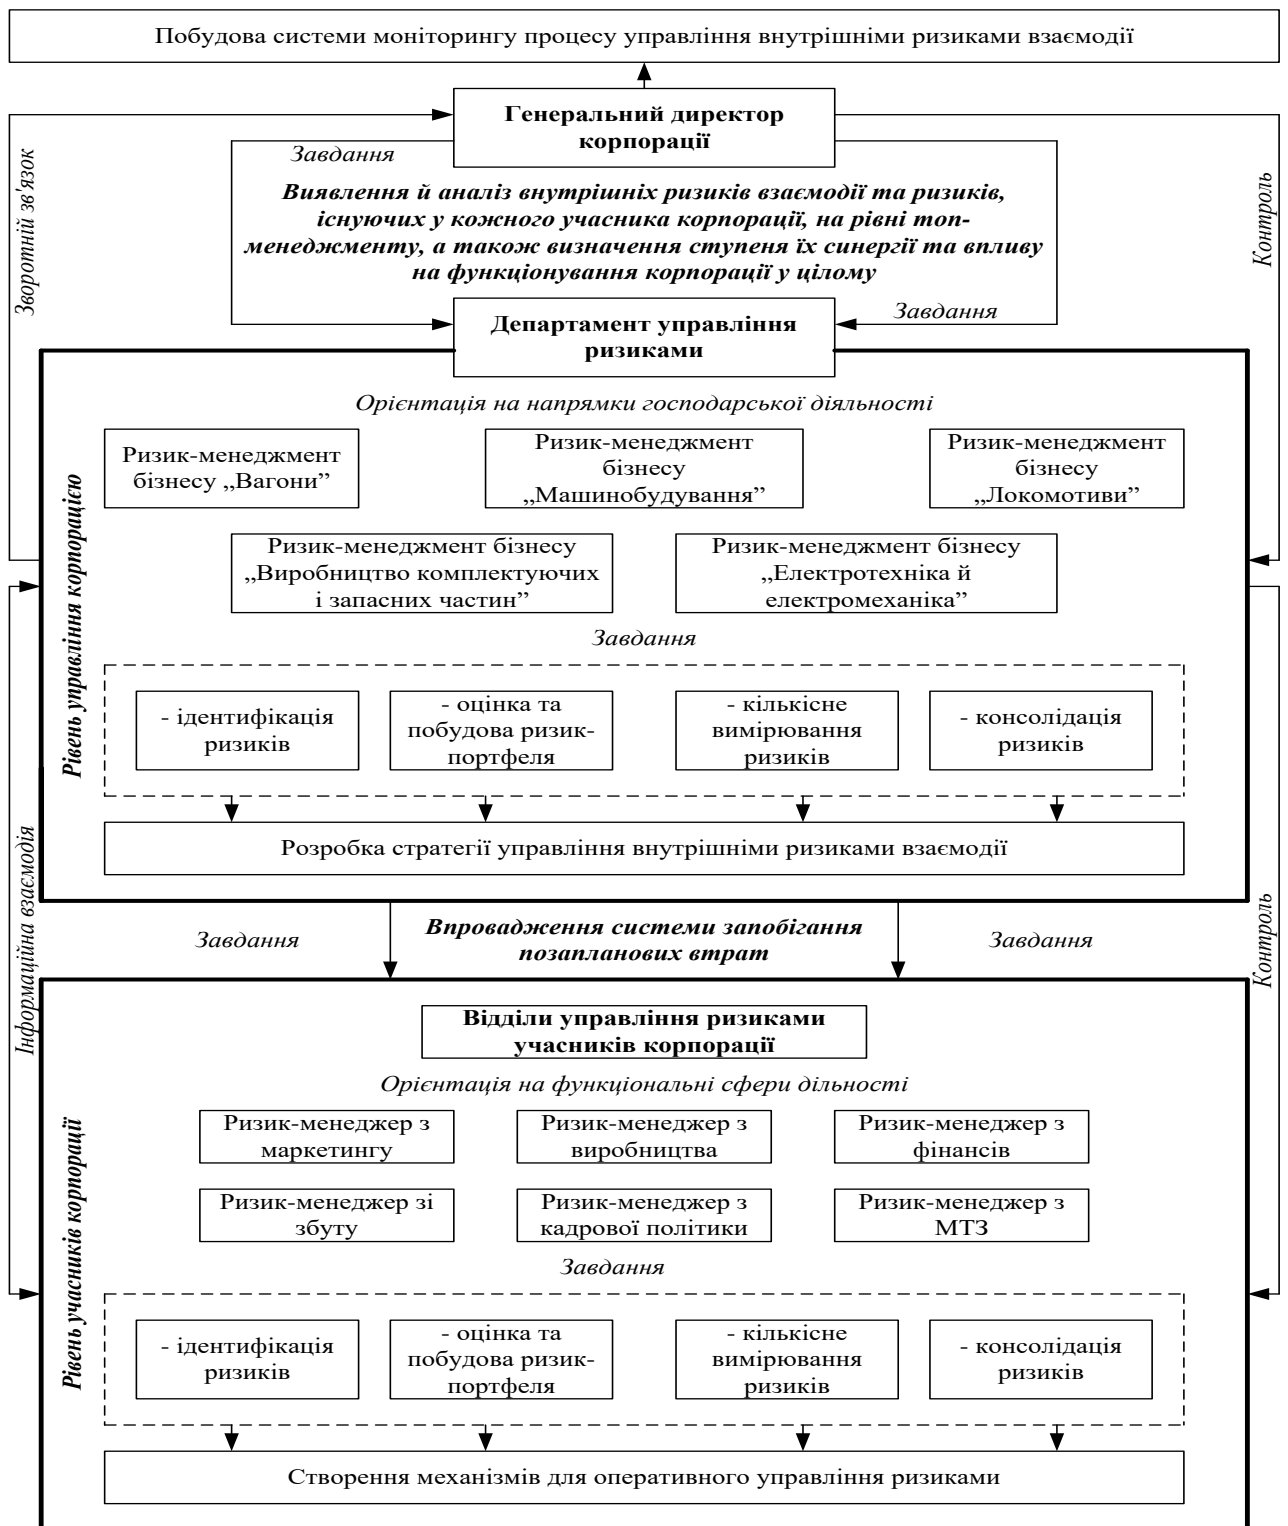 Побудова системи моніторингу процесу управління внутрішніми ризиками взаємодії
Генеральний директор
корпорації
Завдання
Виявлення й аналіз внутрішніх ризиків взаємодії та ризиків,
існуючих у кожного учасника корпорації, на рівні топ-
менеджменту, а також визначення ступеня їх синергії та впливу
на функціонування корпорації у цілому
Завдання
Зворотній зв'язок
Контроль
Департамент управління
ризиками
Рівень управління корпорацією
Орієнтація на напрямки господарської діяльності
Ризик-менеджмент
бізнесу „Вагони”
Ризик-менеджмент
бізнесу
„Машинобудування”
Ризик-менеджмент
бізнесу
„Локомотиви”
Ризик-менеджмент бізнесу
„Виробництво комплектуючих
і запасних частин”
Ризик-менеджмент бізнесу
„Електротехніка й
електромеханіка”
Завдання
- ідентифікація
ризиків
- оцінка та
побудова ризик-
портфеля
- кількісне
вимірювання
ризиків
- консолідація
ризиків
Розробка стратегії управління внутрішніми ризиками взаємодії
Інформаційна взаємодія
Завдання
Впровадження системи запобігання
позапланових втрат
Завдання
Контроль
Рівень учасників корпорації
Відділи управління ризиками
учасників корпорації
Орієнтація на функціональні сфери дільності
Ризик-менеджер з
маркетингу
Ризик-менеджер з
виробництва
Ризик-менеджер з
фінансів
Ризик-менеджер зі
збуту
Ризик-менеджер з
кадрової політики
Ризик-менеджер з
МТЗ
Завдання
- ідентифікація
ризиків
- оцінка та
побудова ризик-
портфеля
- кількісне
вимірювання
ризиків
- консолідація
ризиків
Створення механізмів для оперативного управління ризиками